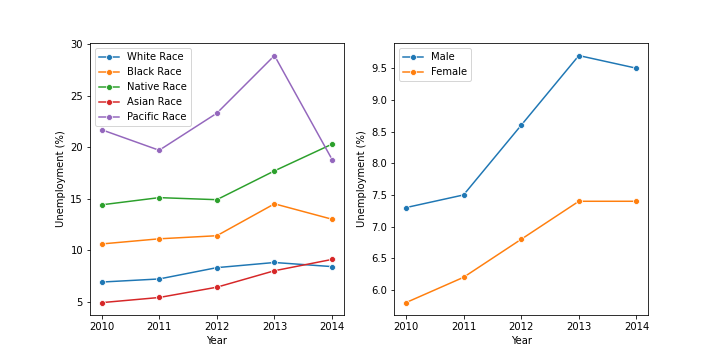 White Race
Black Race
Native Race
Asian Race
Pacific Race
30
25
20
15
10
5
Unemployment (%)
2010 2011 2012 2013 2014
Year
Male
Female
9.5
9.0
8.5
8.0
7.5
7.0
6.5
6.0
Unemployment (%)
2010 2011 2012 2013 2014
Year